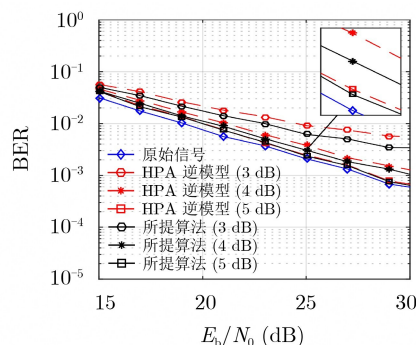 10⁰
10⁻¹
10⁻²
10⁻³
10⁻⁴
10⁻⁵
BER
原始信号
HPA 逆模型 (3 dB)
HPA 逆模型 (4 dB)
HPA 逆模型 (5 dB)
所提算法 (3 dB)
所提算法 (4 dB)
所提算法 (5 dB)
15 20 25 30
E_b/N_0 (dB)